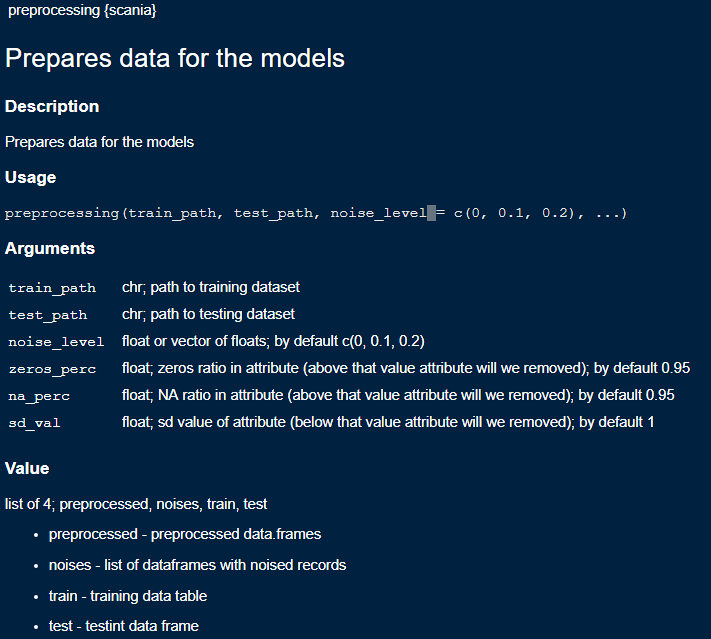 preprocessing {scania}
Prepares data for the models
Description
Prepares data for the models
Usage
preprocessing(train_path, test_path, noise_level = c(0, 0.1, 0.2), ...)
Arguments
train_path chr; path to training dataset
test_path chr; path to testing dataset
noise_level float or vector of floats; by default c(0, 0.1, 0.2)
zeros_perc float; zeros ratio in attribute (above that value attribute will we removed); by default 0.95
na_perc float; NA ratio in attribute (above that value attribute will we removed); by default 0.95
sd_val float; sd value of attribute (below that value attribute will we removed); by default 1
Value
list of 4; preprocessed, noises, train, test
• preprocessed - preprocessed data.frames
• noises - list of dataframes with noised records
• train - training data table
• test - testint data frame